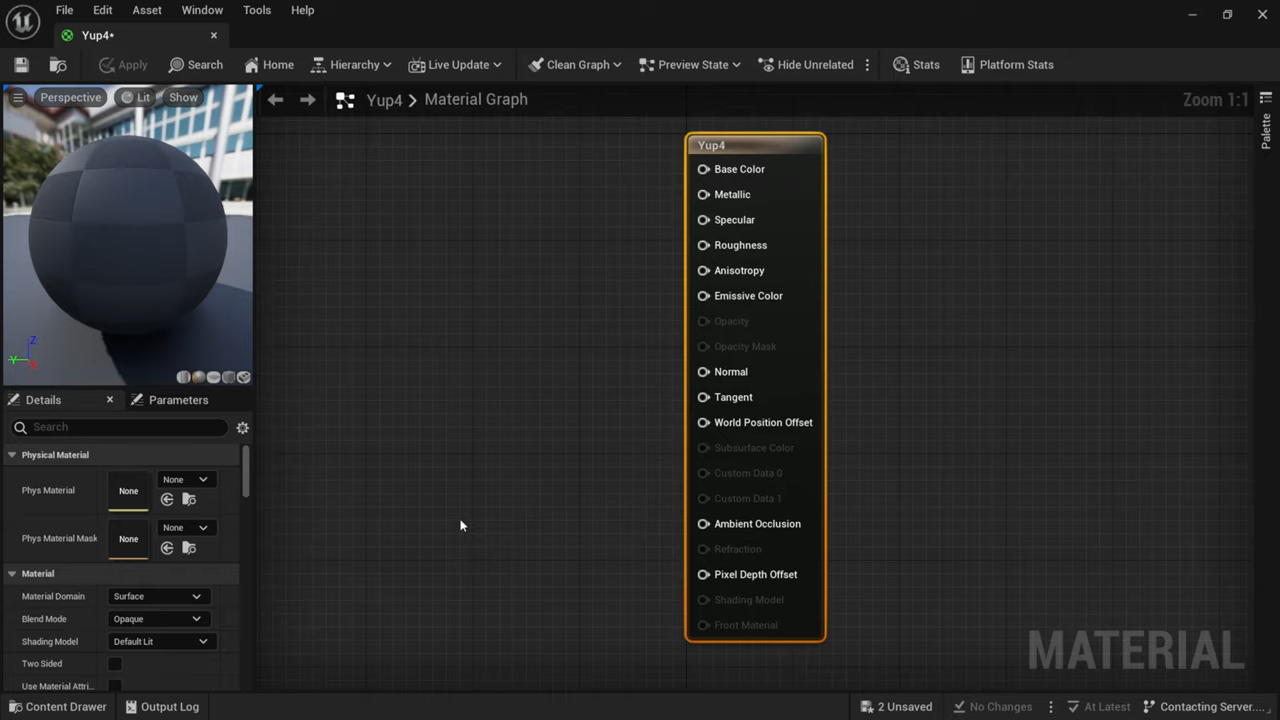 File Edit Asset Window Tools Help
Yup4*
Apply Search Home Hierarchy Live Update Clean Graph Preview State Hide Unrelated Stats Platform Stats
Perspective Lit Show
Yup4 > Material Graph Zoom 1:1
Palette
Yup4
Base Color
Metallic
Specular
Roughness
Anisotropy
Emissive Color
Opacity
Opacity Mask
Normal
Tangent
World Position Offset
Subsurface Color
Custom Data 0
Custom Data 1
Ambient Occlusion
Refraction
Pixel Depth Offset
Shading Model
Front Material
MATERIAL
Z
Y
X
Details Parameters
Search
Physical Material
Phys Material None None
Phys Material Mask None None
Material
Material Domain Surface
Blend Mode Opaque
Shading Model Default Lit
Two Sided
Use Material Attri...
Content Drawer Output Log 2 Unsaved No Changes At Latest Contacting Server....